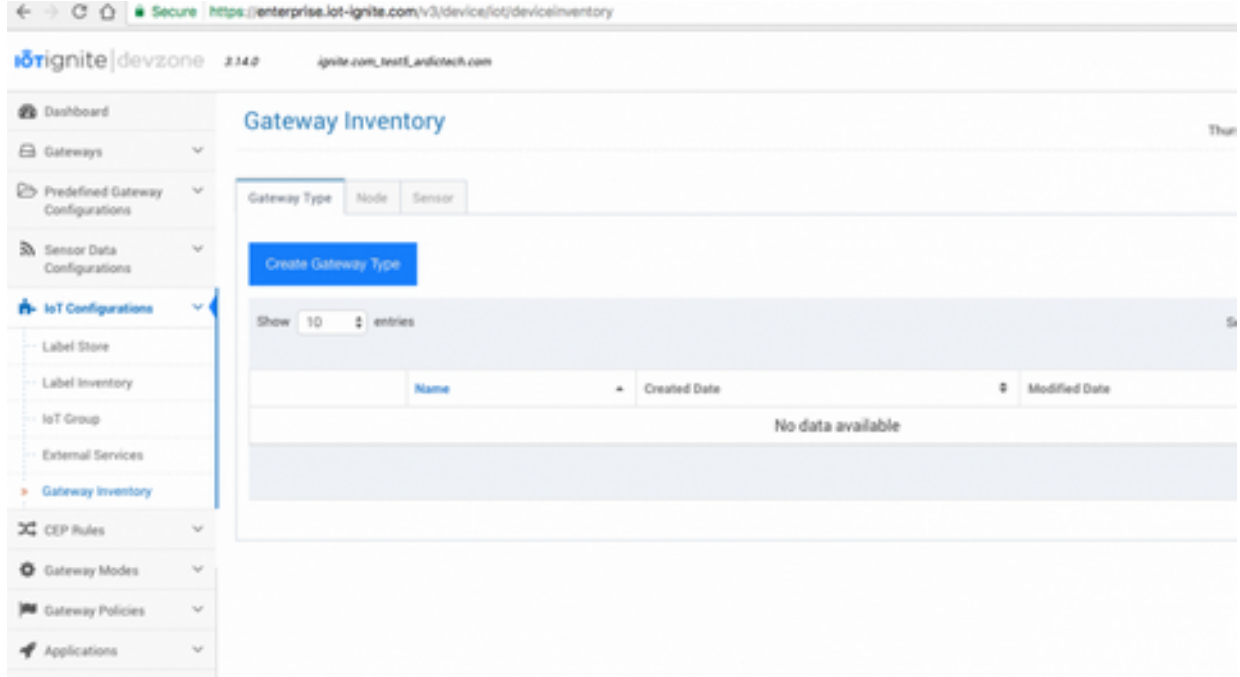 Secure https://enterprise.iot-ignite.com/v3/device/iot/deviceinventory
IOTignite|devzone 3.14.0 ignite.com_test5_ardictech.com
Dashboard
Gateways
Predefined Gateway
Configurations
Sensor Data
Configurations
IoT Configurations
Label Store
Label Inventory
IoT Group
External Services
Gateway Inventory
CEP Rules
Gateway Modes
Gateway Policies
Applications
Gateway Inventory
Thur
Gateway Type Node Sensor
Create Gateway Type
Show 10 entries
Se
Name Created Date Modified Date
No data available